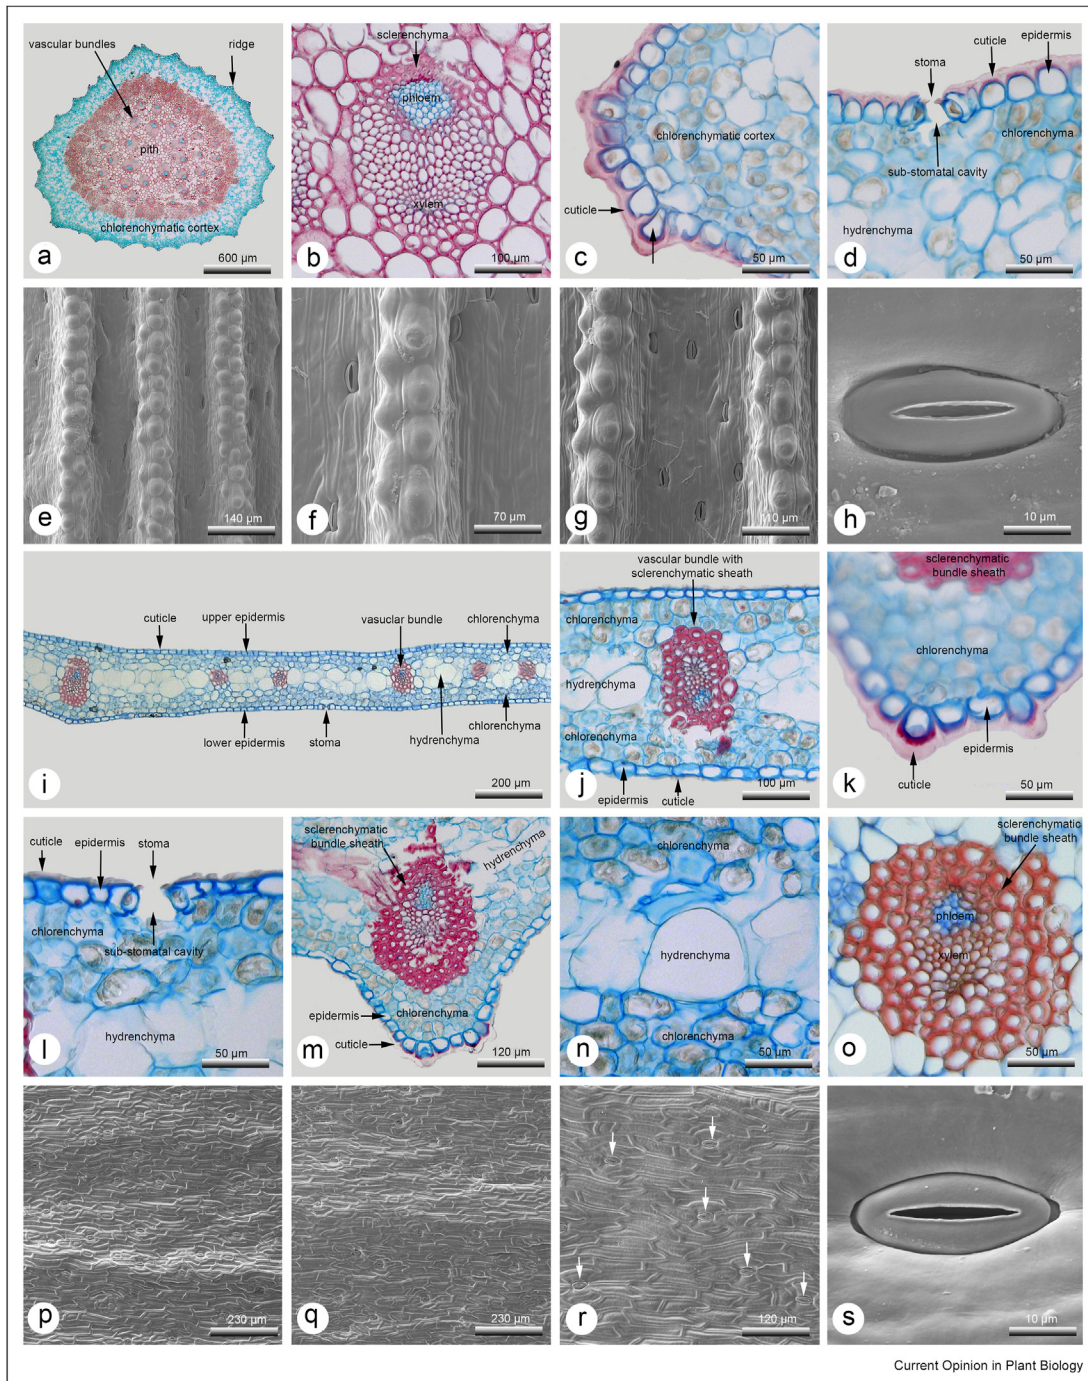 vascular bundles
ridge
pith
chlorenchymatic cortex
a
600 µm
sclerenchyma
phloem
xylem
b
100 µm
chlorenchymatic cortex
cuticle
c
50 µm
stoma
cuticle
epidermis
chlorenchyma
sub-stomatal cavity
hydrenchyma
d
50 µm
e
140 µm
f
70 µm
g
110 µm
h
10 µm
cuticle
upper epidermis
vasuclar bundle
chlorenchyma
lower epidermis
stoma
hydrenchyma
chlorenchyma
i
200 µm
vascular bundle with
sclerenchymatic sheath
chlorenchyma
hydrenchyma
chlorenchyma
epidermis
cuticle
j
100 µm
sclerenchymatic
bundle sheath
chlorenchyma
epidermis
cuticle
k
50 µm
cuticle
epidermis
stoma
chlorenchyma
sub-stomatal cavity
hydrenchyma
l
50 µm
sclerenchymatic
bundle sheath
hydrenchyma
epidermis
chlorenchyma
cuticle
m
120 µm
chlorenchyma
hydrenchyma
chlorenchyma
n
50 µm
sclerenchymatic
bundle sheath
phloem
xylem
o
50 µm
p
230 µm
q
230 µm
r
120 µm
s
10 µm
Current Opinion in Plant Biology